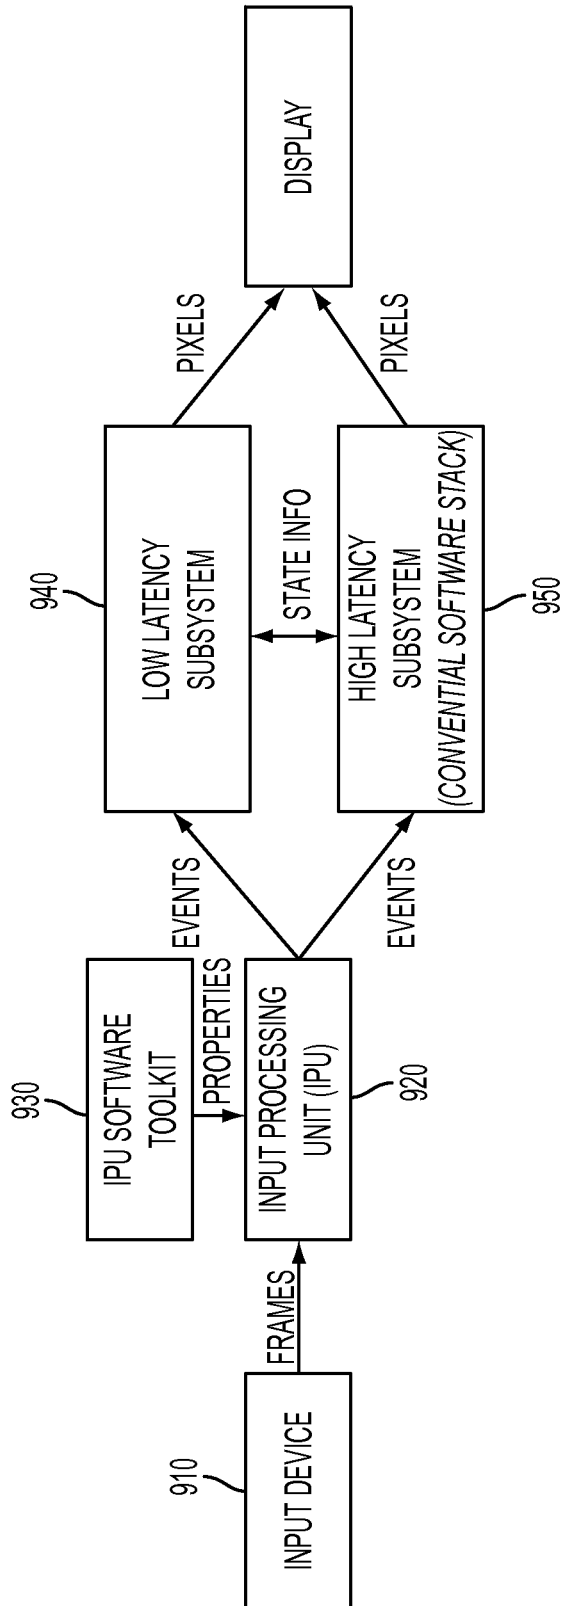 910
INPUT DEVICE
FRAMES
930
IPU SOFTWARE
TOOLKIT
PROPERTIES
INPUT PROCESSING
UNIT (IPU)
920
EVENTS
EVENTS
940
LOW LATENCY
SUBSYSTEM
STATE INFO
HIGH LATENCY
SUBSYSTEM
(CONVENTIAL SOFTWARE STACK)
950
PIXELS
PIXELS
DISPLAY